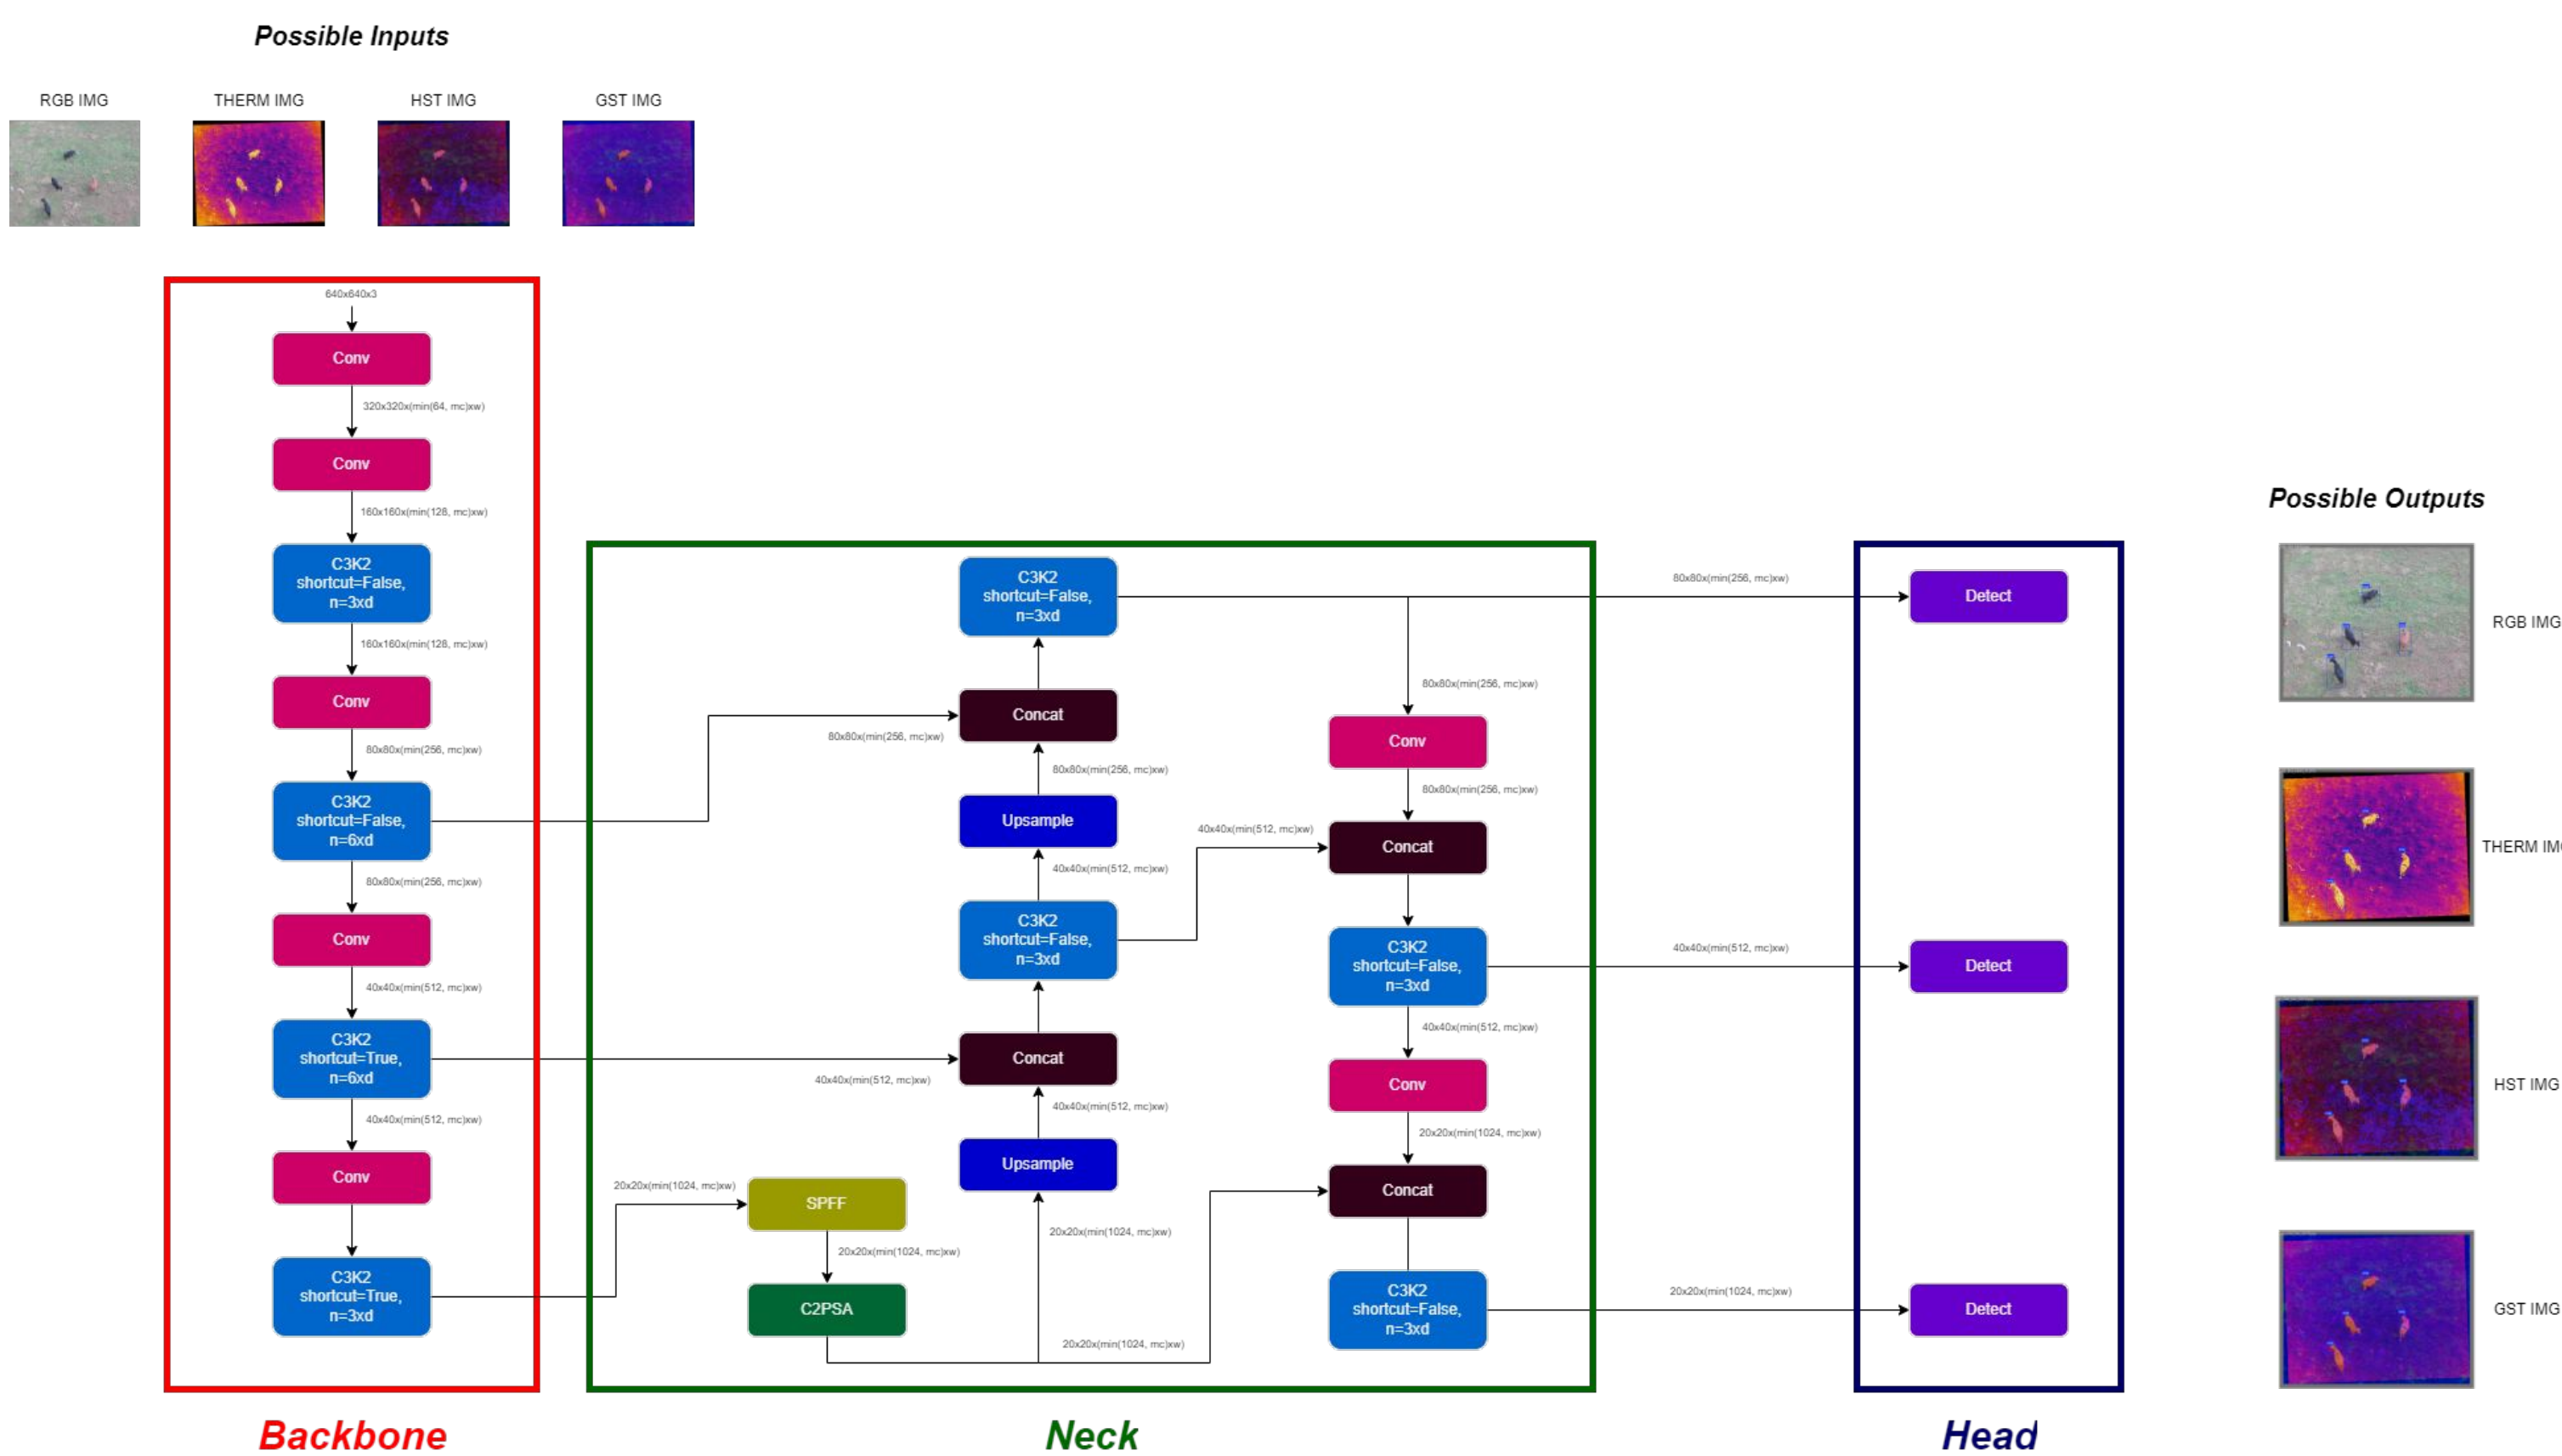 Possible Inputs
RGB IMG
THERM IMG
HST IMG
GST IMG
640x640x3
Conv
320x320x(min(64, mc)xw)
Conv
160x160x(min(128, mc)xw)
C3K2
shortcut=False,
n=3xd
160x160x(min(128, mc)xw)
Conv
80x80x(min(256, mc)xw)
C3K2
shortcut=False,
n=6xd
80x80x(min(256, mc)xw)
Conv
40x40x(min(512, mc)xw)
C3K2
shortcut=True,
n=6xd
40x40x(min(512, mc)xw)
Conv
C3K2
shortcut=True,
n=3xd
Backbone
20x20x(min(1024, mc)xw)
SPFF
20x20x(min(1024, mc)xw)
C2PSA
C3K2
shortcut=False,
n=3xd
Concat
80x80x(min(256, mc)xw)
80x80x(min(256, mc)xw)
Upsample
40x40x(min(512, mc)xw)
C3K2
shortcut=False,
n=3xd
Concat
40x40x(min(512, mc)xw)
40x40x(min(512, mc)xw)
Upsample
20x20x(min(1024, mc)xw)
20x20x(min(1024, mc)xw)
80x80x(min(256, mc)xw)
Conv
80x80x(min(256, mc)xw)
40x40x(min(512, mc)xw)
Concat
C3K2
shortcut=False,
n=3xd
40x40x(min(512, mc)xw)
Conv
20x20x(min(1024, mc)xw)
Concat
C3K2
shortcut=False,
n=3xd
Neck
80x80x(min(256, mc)xw)
Detect
40x40x(min(512, mc)xw)
Detect
20x20x(min(1024, mc)xw)
Detect
Head
Possible Outputs
RGB IMG
THERM IM
HST IMG
GST IMG